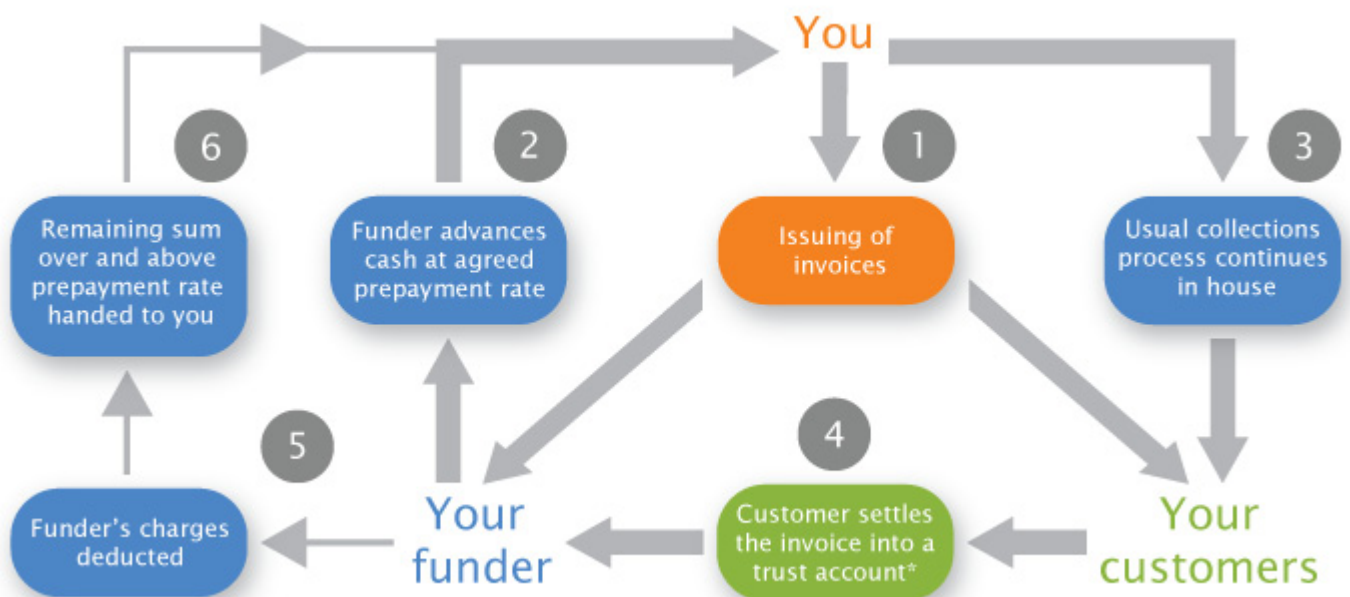 You
6
2
1
3
Remaining sum
over and above
prepayment rate
handed to you
Funder advances
cash at agreed
prepayment rate
Issuing of
invoices
Usual collections
process continues
in house
5
4
Funder’s charges
deducted
Your
funder
Customer settles
the invoice into a
trust account*
Your
customers